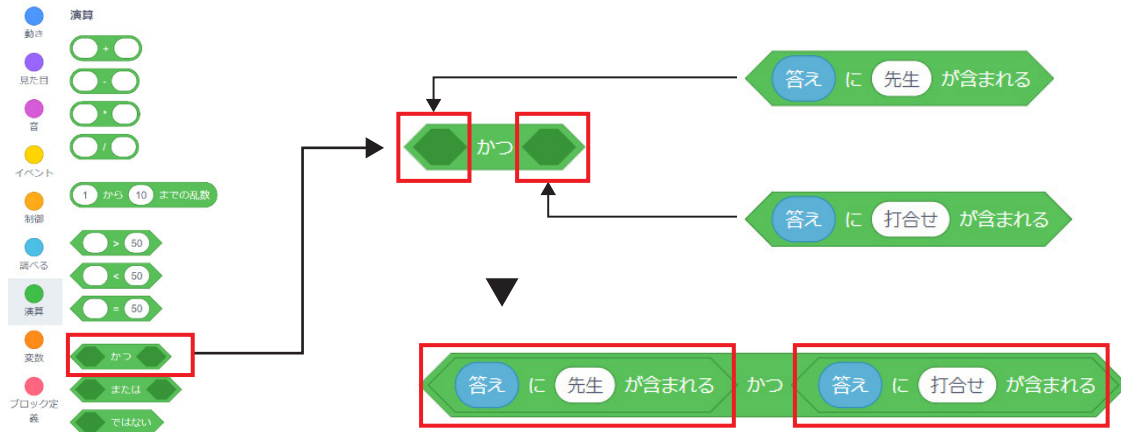 動き
見た目
音
イベント
制御
調べる
演算
変数
ブロック定
義
演算
+
-
*
/
1 から 10 までの乱数
> 50
< 50
= 50
かつ
または
ではない
かつ
答え に 先生 が含まれる
答え に 打合せ が含まれる
答え に 先生 が含まれる かつ 答え に 打合せ が含まれる